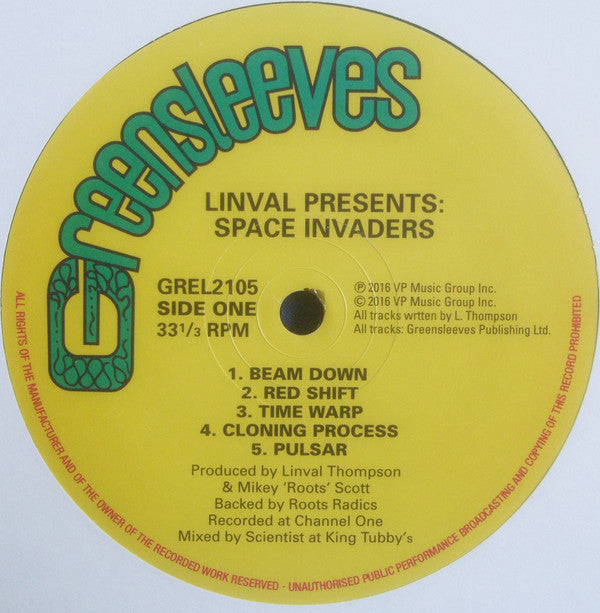 Greensleeves
LINVAL PRESENTS:
SPACE INVADERS
GREL2105
SIDE ONE
33 1/3 RPM
℗ 2016 VP Music Group Inc.
© 2016 VP Music Group Inc.
All tracks wrtten by L. Thompson
All tracks: Greensleeves Publishing Ltd.
1. BEAM DOWN
2. RED SHIFT
3. TIME WARP
4. CLONING PROCESS
5. PULSAR
Produced by Linval Thompson
& Mikey 'Roots' Scott
Backed by Roots Radics
Recorded at Channel One
Mixed by Scientist at King Tubby's
ALL RIGHTS OF THE MANUFACTURER AND OF THE OWNER OF THE RECORDED WORK RESERVED - UNAUTHORISED PUBLIC PERFORMANCE BROADCASTING AND COPYING OF THIS RECORD PROHIBITED